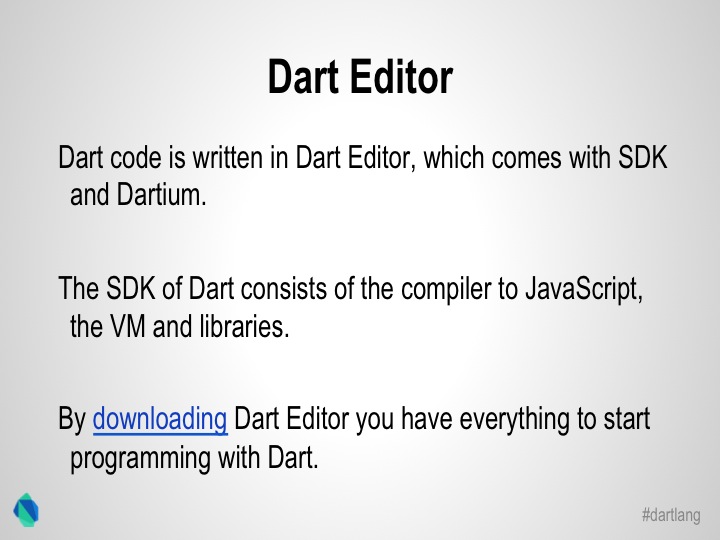 Dart Editor
Dart code is written in Dart Editor, which comes with SDK
and Dartium.
The SDK of Dart consists of the compiler to JavaScript,
the VM and libraries.
By downloading Dart Editor you have everything to start
programming with Dart.
#dartlang